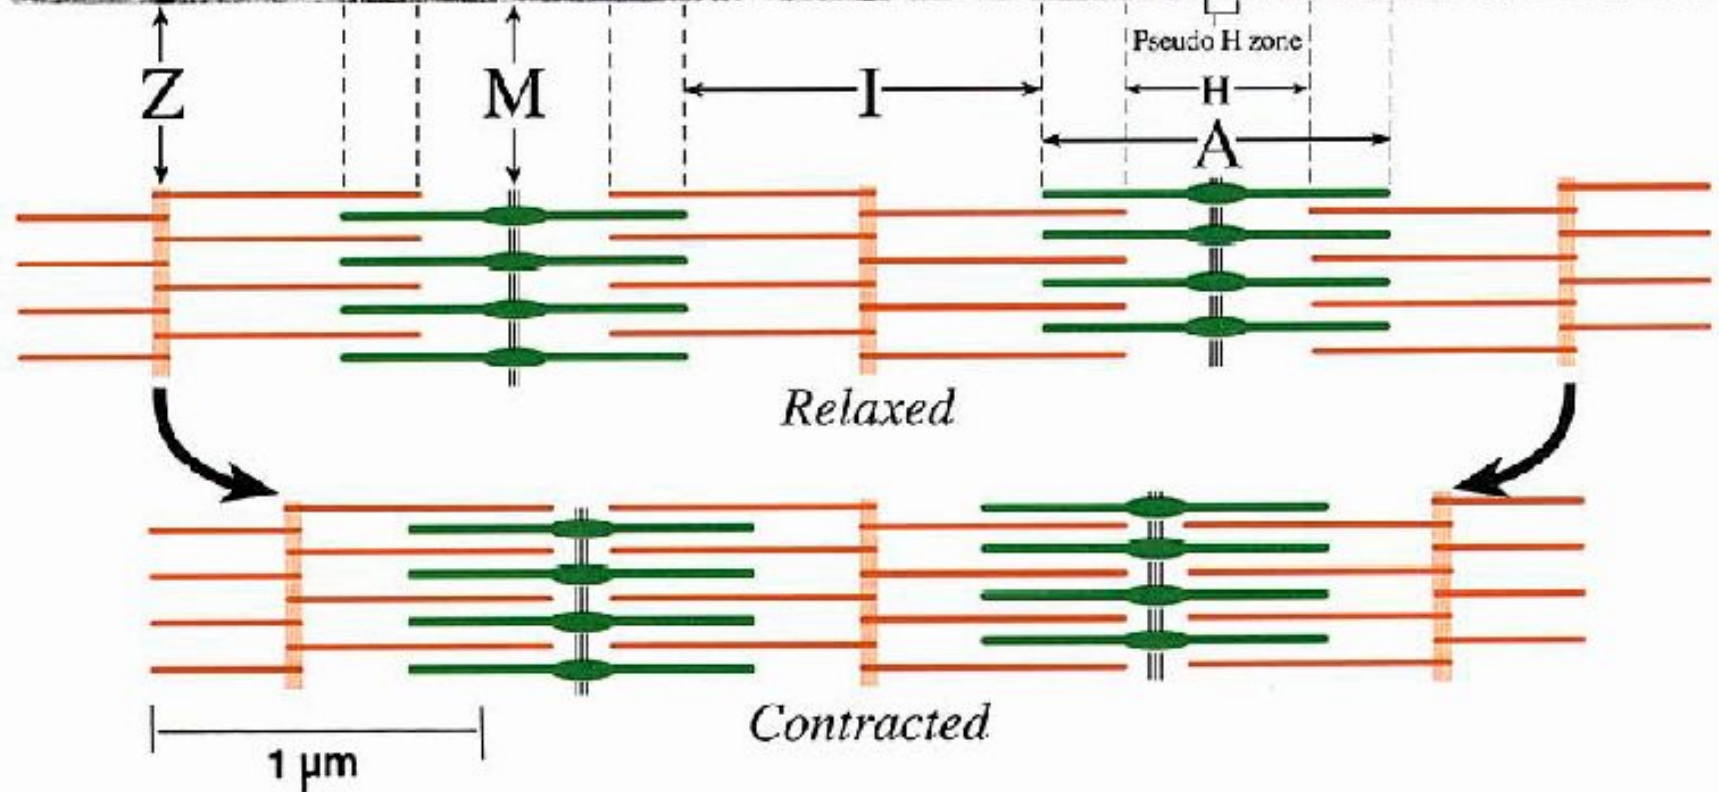 Pseudo H zone
Z
M
I
H
A
Relaxed
Contracted
1 μm